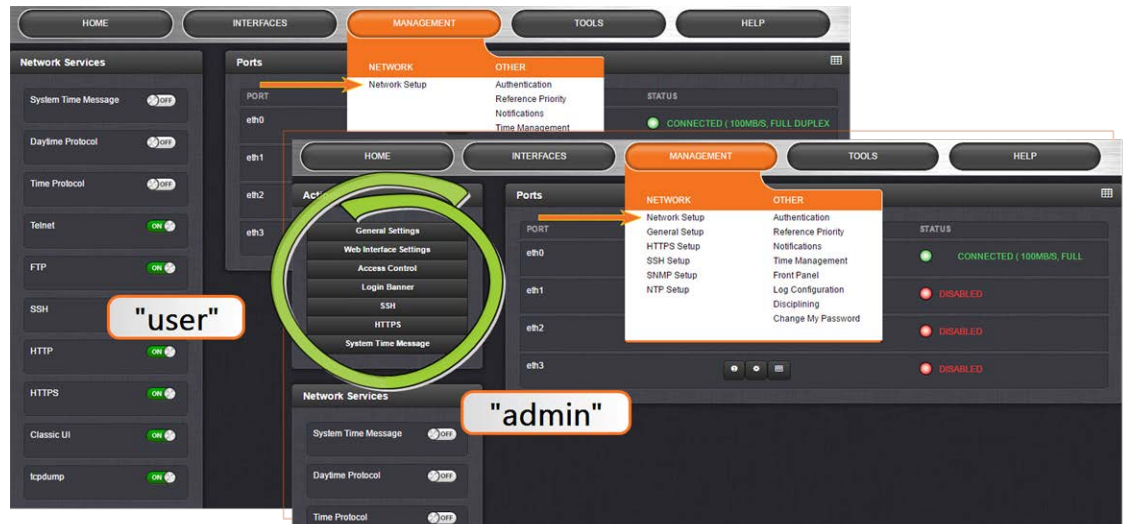 HOME INTERFACES MANAGEMENT TOOLS HELP
Network Services
System Time Message OFF
Daytime Protocol OFF
Time Protocol OFF
Telnet ON
FTP ON
SSH
HTTP ON
HTTPS ON
Classic UI ON
tcpdump ON
"user"
Ports
PORT STATUS
eth0 CONNECTED ( 100MB/S, FULL DUPLEX
eth1
eth2
eth3
NETWORK
Network Setup
OTHER
Authentication
Reference Priority
Notifications
Time Management
HOME INTERFACES MANAGEMENT TOOLS HELP
General Settings
Web Interface Settings
Access Control
Login Banner
SSH
HTTPS
System Time Message
Network Services
System Time Message OFF
Daytime Protocol OFF
Time Protocol OFF
"admin"
Ports
PORT STATUS
eth0 CONNECTED ( 100MB/S, FULL
eth1 DISABLED
eth2 DISABLED
eth3 DISABLED
NETWORK
Network Setup
General Setup
HTTPS Setup
SSH Setup
SNMP Setup
NTP Setup
OTHER
Authentication
Reference Priority
Notifications
Time Management
Front Panel
Log Configuration
Disciplining
Change My Password